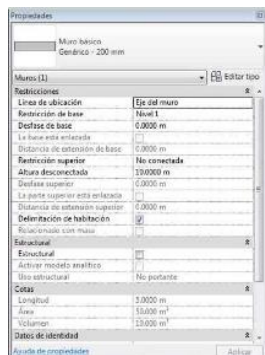 Propiedades
Muro básico
Genérico - 200 mm
Muros (1)
Editar tipo
Restricciones
Línea de ubicación Eje del muro
Restricción de base Nivel 1
Desfase de base 0.0000 m
La base está enlazada
Distancia de extensión de base 0.0000 m
Restricción superior No conectada
Altura desconectada 10.0000 m
Desfase superior 0.0000 m
La parte superior está enlazada
Distancia de extensión superior 0.0000 m
Delimitación de habitación
Relacionado con masa
Estructural
Estructural
Activar modelo analítico
Uso estructural No portante
Cotas
Longitud 5.0000 m
Área 50.000 m²
Volumen 10.000 m³
Datos de identidad
Ayuda de propiedades
Aplicar